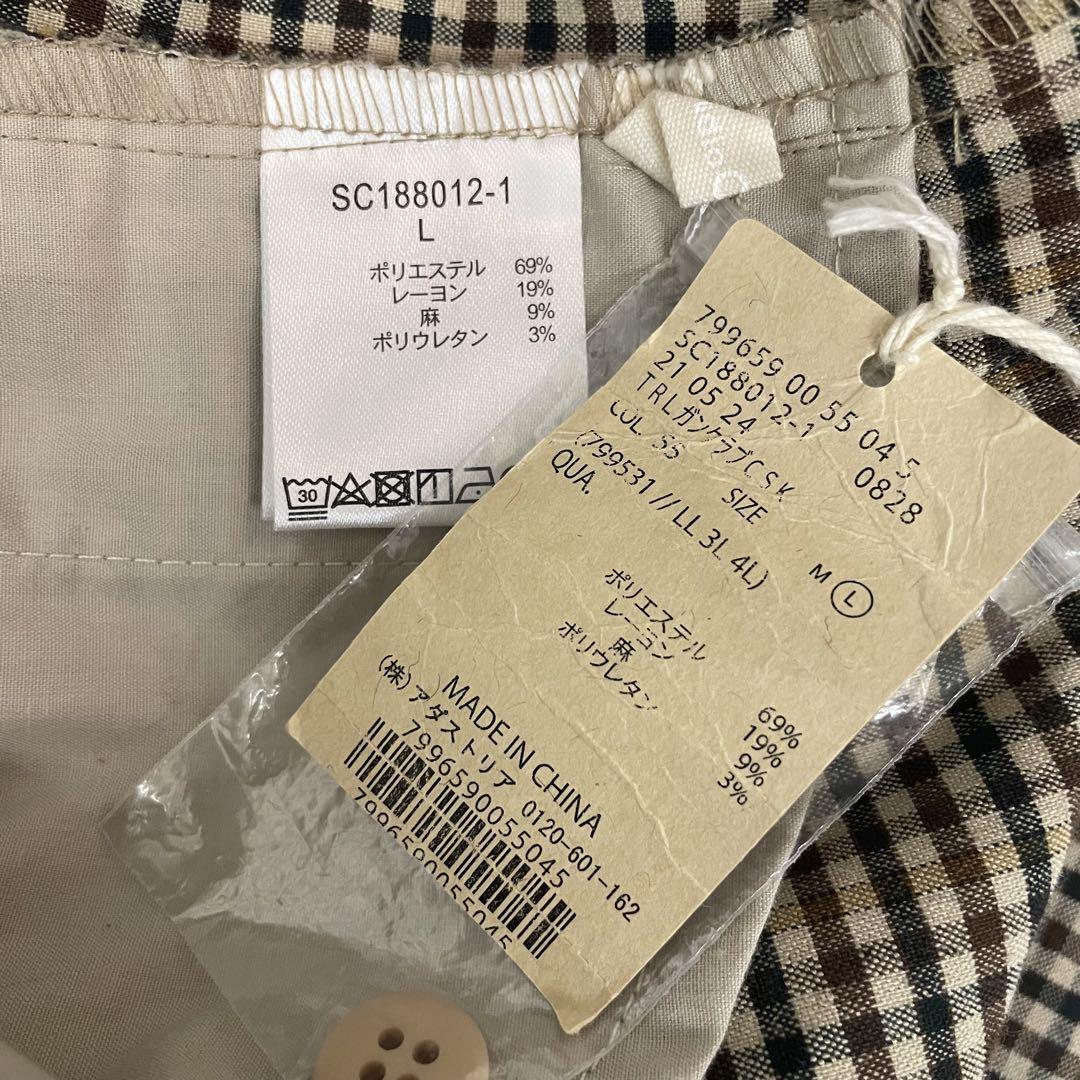 SC188012-1
L
ポリエステル 69%
レーヨン 19%
麻 9%
ポリウレタン 3%
30
799659 00 55 04 5
SC188012-1
21 05 24 0828
TRLガンクラブCSK
COL. SS SIZE M L
(799531//LL 3L 4L)
QUA.
ポリエステル 69%
レーヨン 19%
麻 9%
ポリウレタン 3%
MADE IN CHINA
(株)アダストリア 0120-601-162
7996590055045
7996590055045